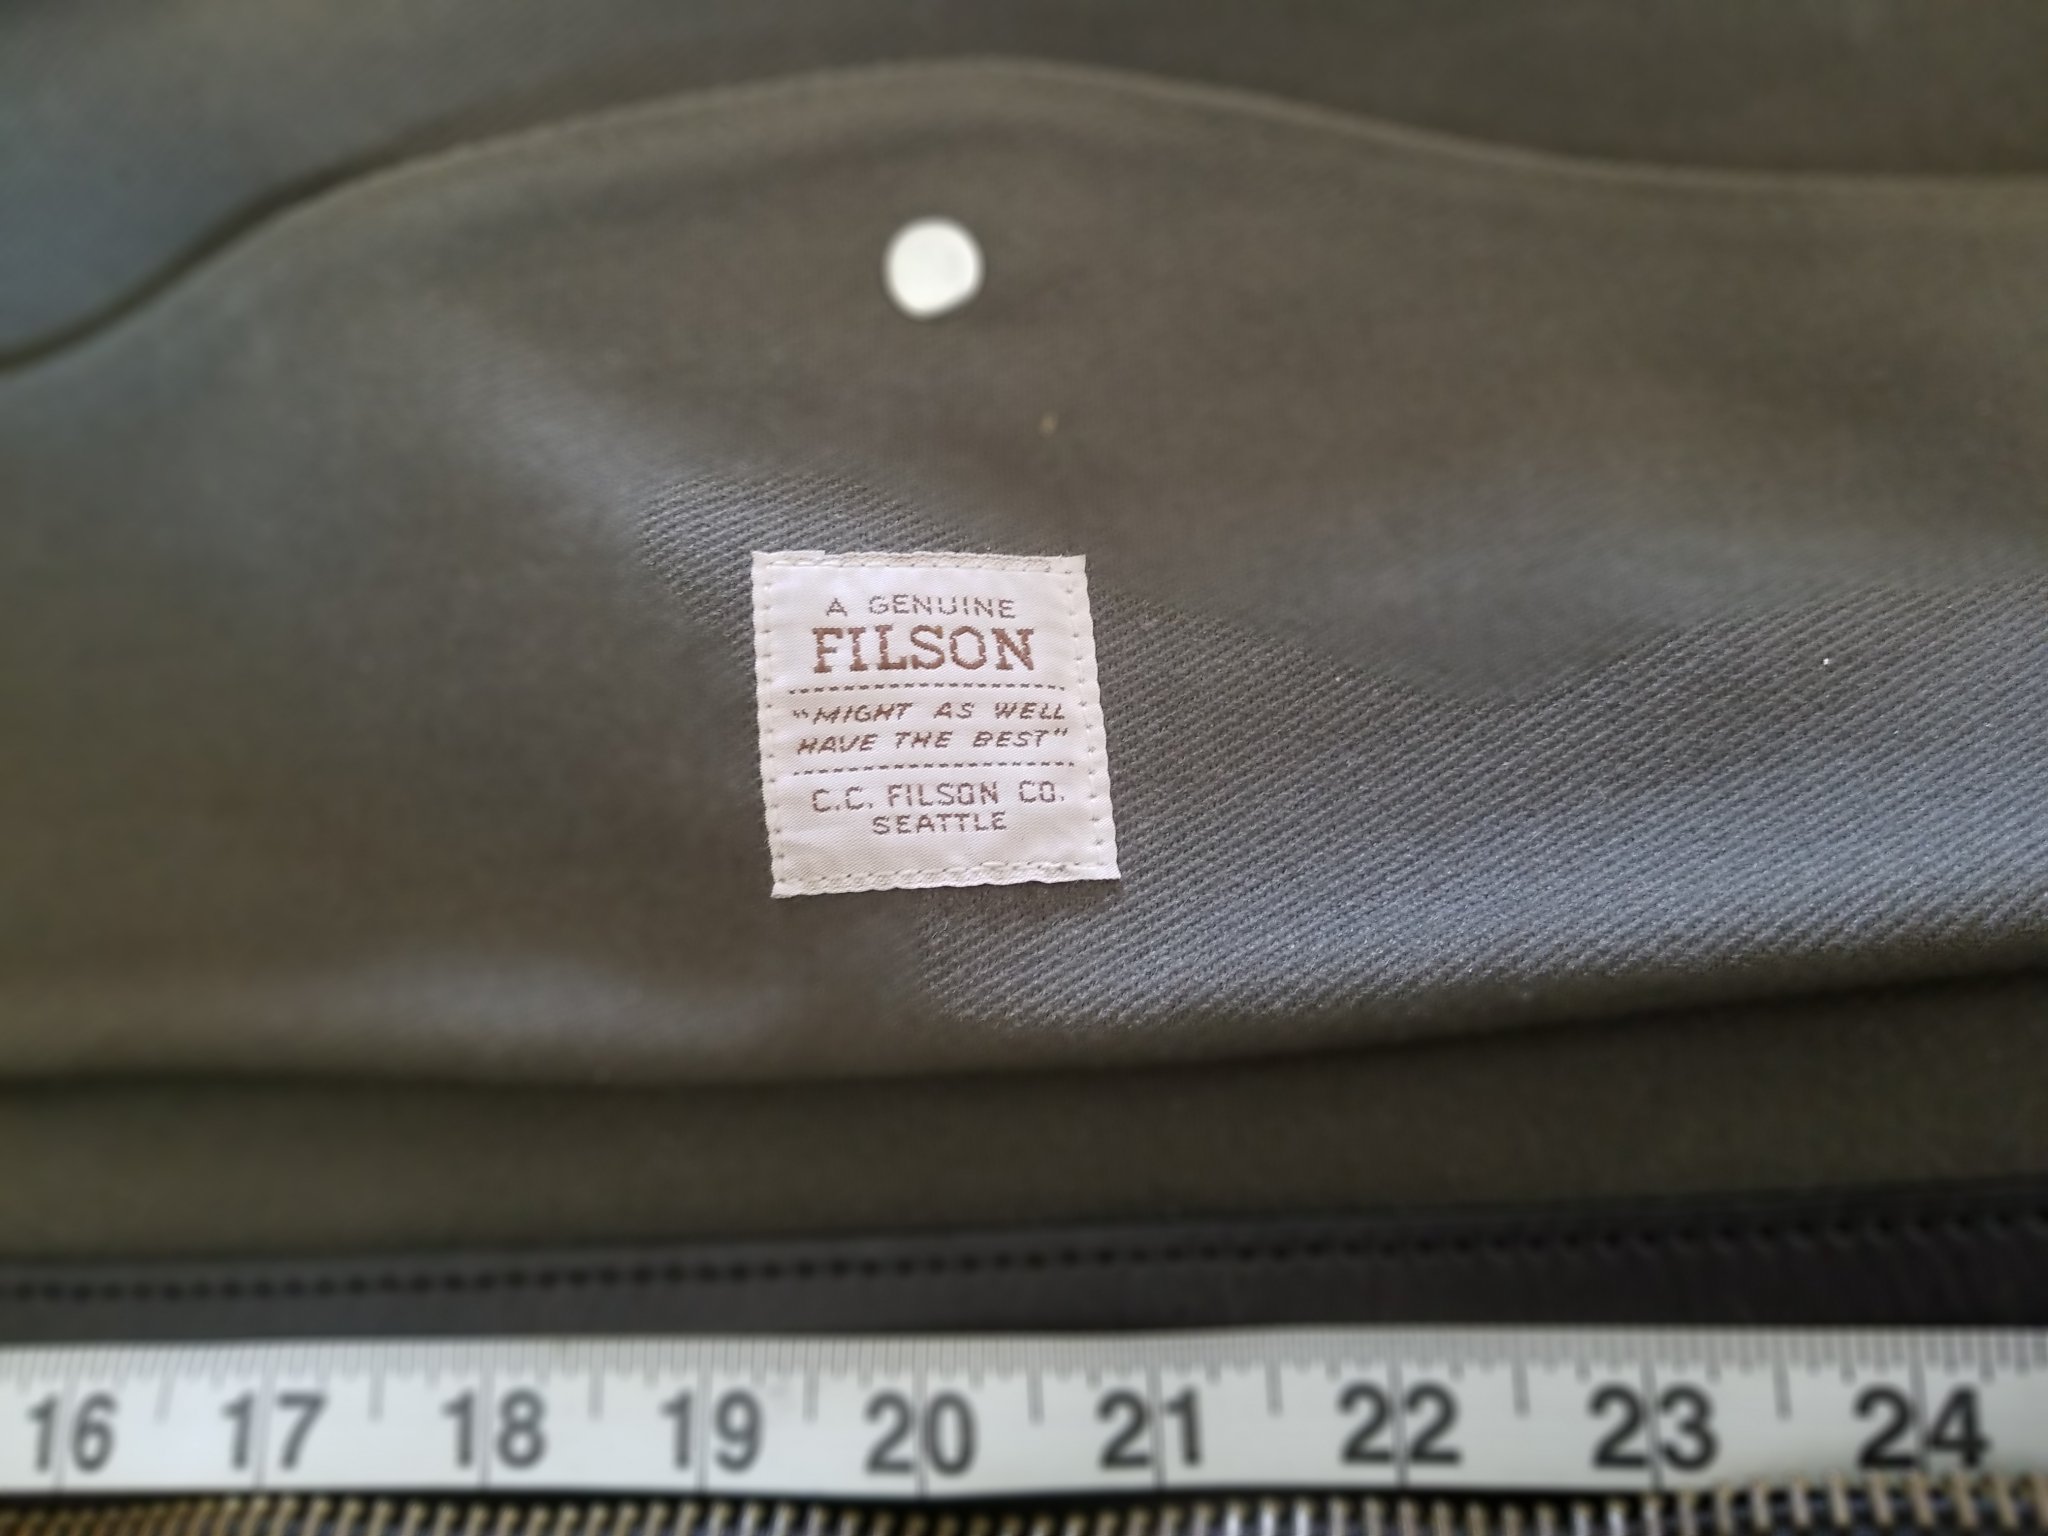 A GENUINE
FILSON
"MIGHT AS WELL
HAVE THE BEST"
C.C. FILSON CO.
SEATTLE
16 17 18 19 20 21 22 23 24